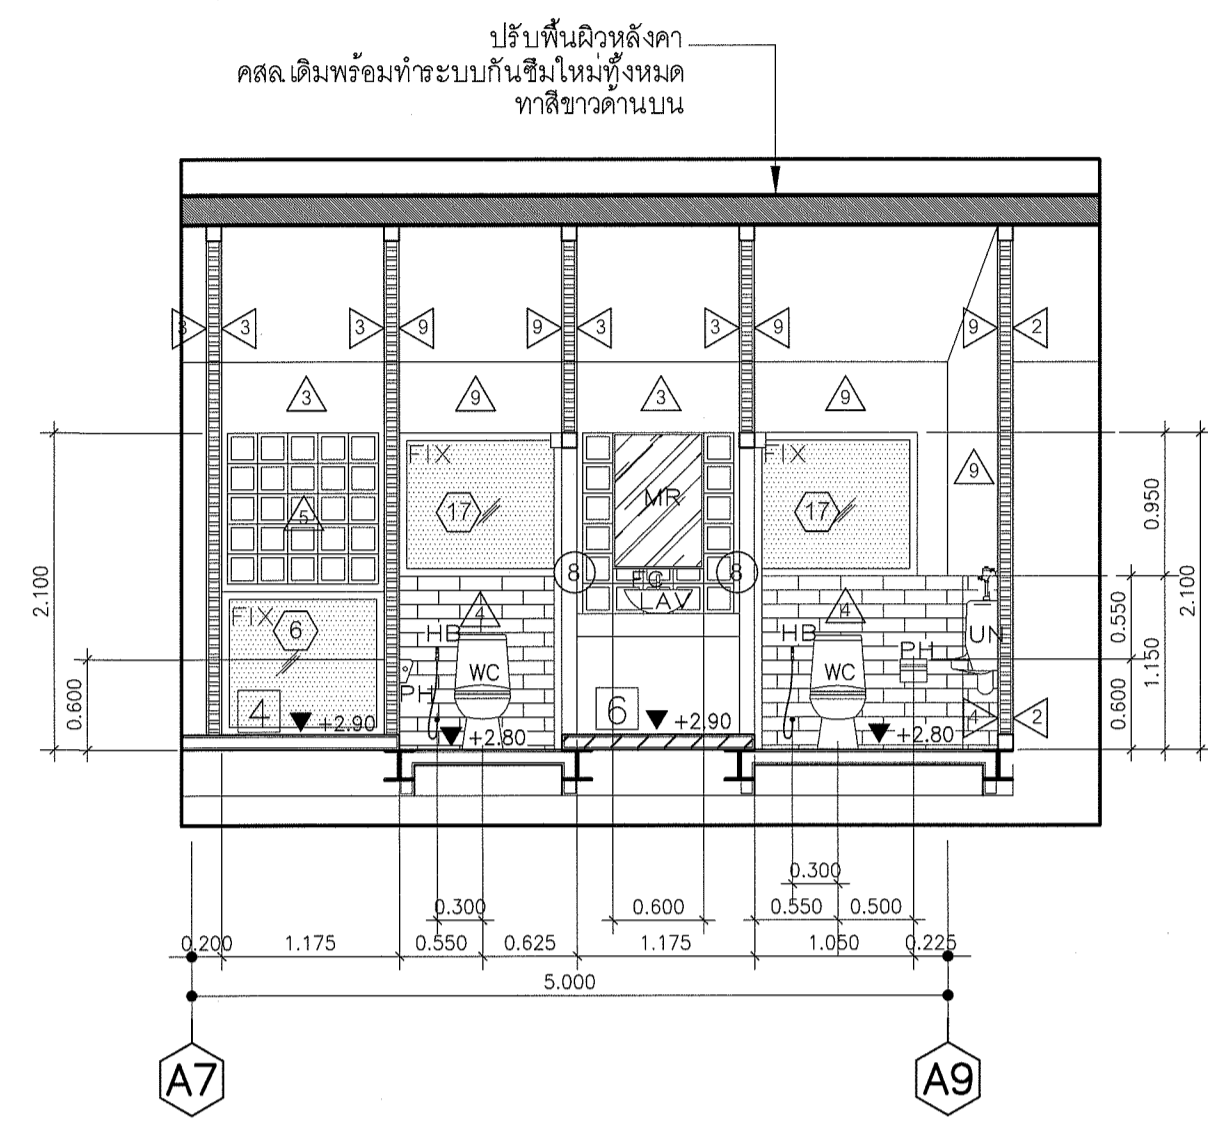 ปรับพื้นผิวหลังคา
คสล.เดิมพร้อมทำระบบกันซึมใหม่ทั้งหมด
ทาสีขาวด้านบน
3 3 3 9 9 3 3 9 9 2
3 9 3 9
FIX FIX
9
MR
5 17 17
8 8
FC
LAV
4 4
FIX 6
HB HB
UN
WC WC
PH PH
4 6
4 2
+2.90 +2.90
+2.80 +2.80
2.100
0.600
0.950
0.550
0.600
1.150
2.100
0.300
0.300 0.600 0.550 0.500
0.200 1.175 0.550 0.625 1.175 1.050 0.225
5.000
A7 A9